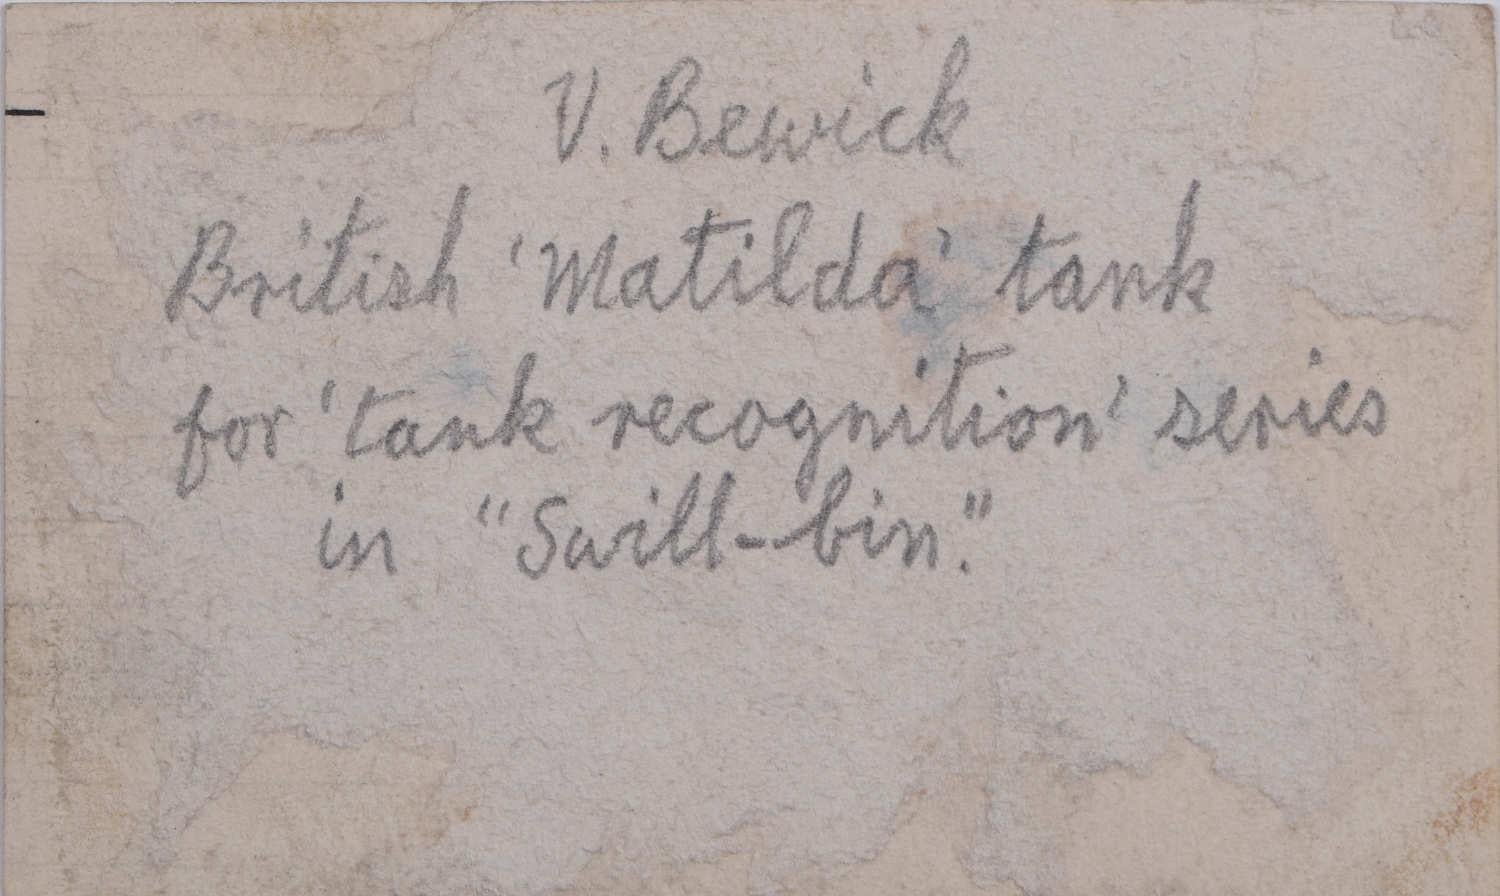 V. Bewick
British 'Matilda' tank
for 'tank recognition' series
in "Swill-bin."